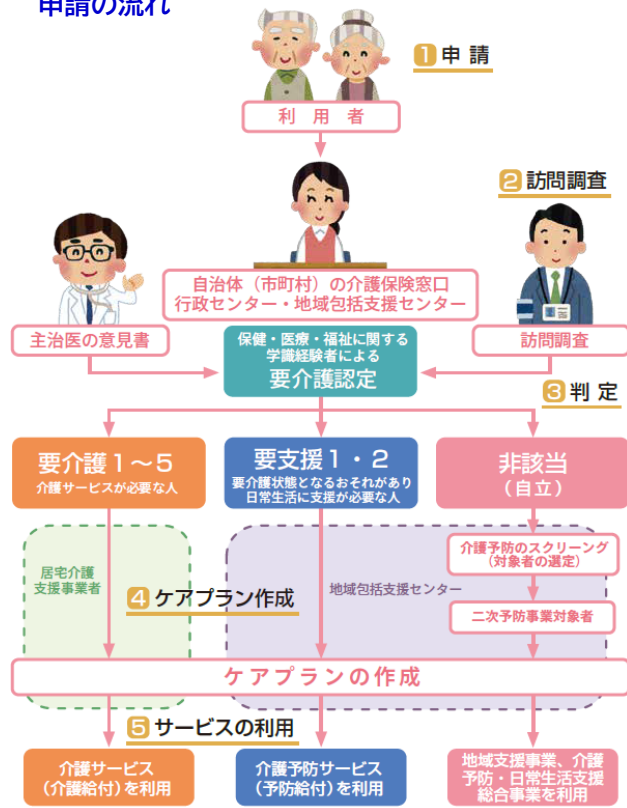 申請の流れ
1 申請
利用者
2 訪問調査
自治体（市町村）の介護保険窓口
行政センター・地域包括支援センター
主治医の意見書
保健・医療・福祉に関する
学識経験者による
要介護認定
訪問調査
3 判定
要介護1〜5
介護サービスが必要な人
要支援1・2
要介護状態となるおそれがあり
日常生活に支援が必要な人
非該当
（自立）
居宅介護
支援事業者
4 ケアプラン作成
地域包括支援センター
介護予防のスクリーング
（対象者の選定）
二次予防事業対象者
ケアプランの作成
5 サービスの利用
介護サービス
（介護給付）を利用
介護予防サービス
（予防給付）を利用
地域支援事業、介護
予防・日常生活支援
総合事業を利用